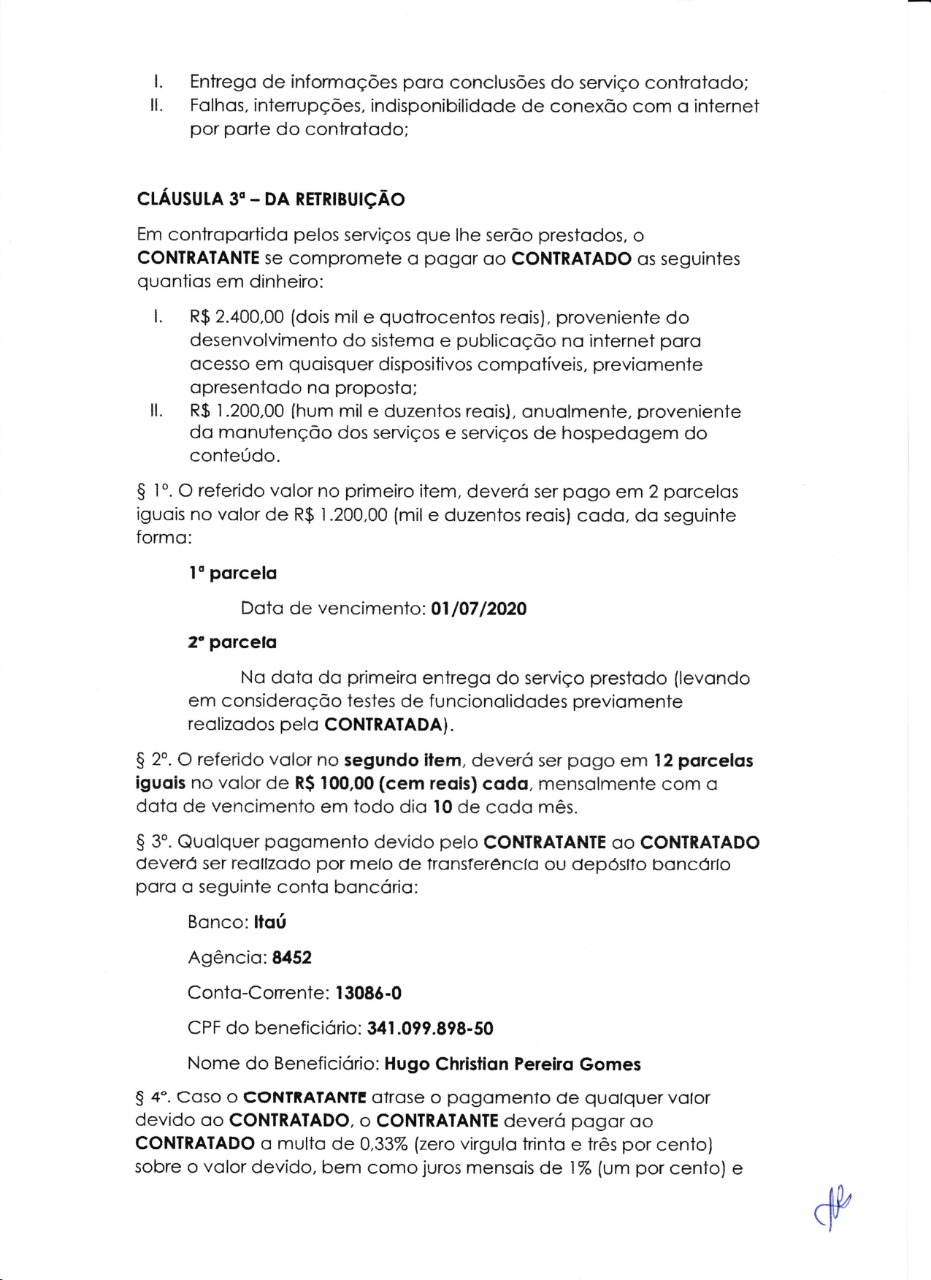 I. Entrega de informações para conclusões do serviço contratado;
II. Falhas, interrupções, indisponibilidade de conexão com a internet
por parte do contratado;
CLÁUSULA 3ª – DA RETRIBUIÇÃO
Em contrapartida pelos serviços que lhe serão prestados, o
CONTRATANTE se compromete a pagar ao CONTRATADO as seguintes
quantias em dinheiro:
I. R$ 2.400,00 (dois mil e quatrocentos reais), proveniente do
desenvolvimento do sistema e publicação na internet para
acesso em quaisquer dispositivos compatíveis, previamente
apresentado na proposta;
II. R$ 1.200,00 (hum mil e duzentos reais), anualmente, proveniente
da manutenção dos serviços e serviços de hospedagem do
conteúdo.
§ 1º. O referido valor no primeiro item, deverá ser pago em 2 parcelas
iguais no valor de R$ 1.200,00 (mil e duzentos reais) cada, da seguinte
forma:
1ª parcela
Data de vencimento: 01/07/2020
2ª parcela
Na data da primeira entrega do serviço prestado (levando
em consideração testes de funcionalidades previamente
realizados pela CONTRATADA).
§ 2º. O referido valor no segundo item, deverá ser pago em 12 parcelas
iguais no valor de R$ 100,00 (cem reais) cada, mensalmente com a
data de vencimento em todo dia 10 de cada mês.
§ 3º. Qualquer pagamento devido pelo CONTRATANTE ao CONTRATADO
deverá ser realizado por meio de transferência ou depósito bancário
para a seguinte conta bancária:
Banco: Itaú
Agência: 8452
Conta-Corrente: 13086-0
CPF do beneficiário: 341.099.898-50
Nome do Beneficiário: Hugo Christian Pereira Gomes
§ 4º. Caso o CONTRATANTE atrase o pagamento de qualquer valor
devido ao CONTRATADO, o CONTRATANTE deverá pagar ao
CONTRATADO a multa de 0,33% (zero virgula trinta e três por cento)
sobre o valor devido, bem como juros mensais de 1% (um por cento) e